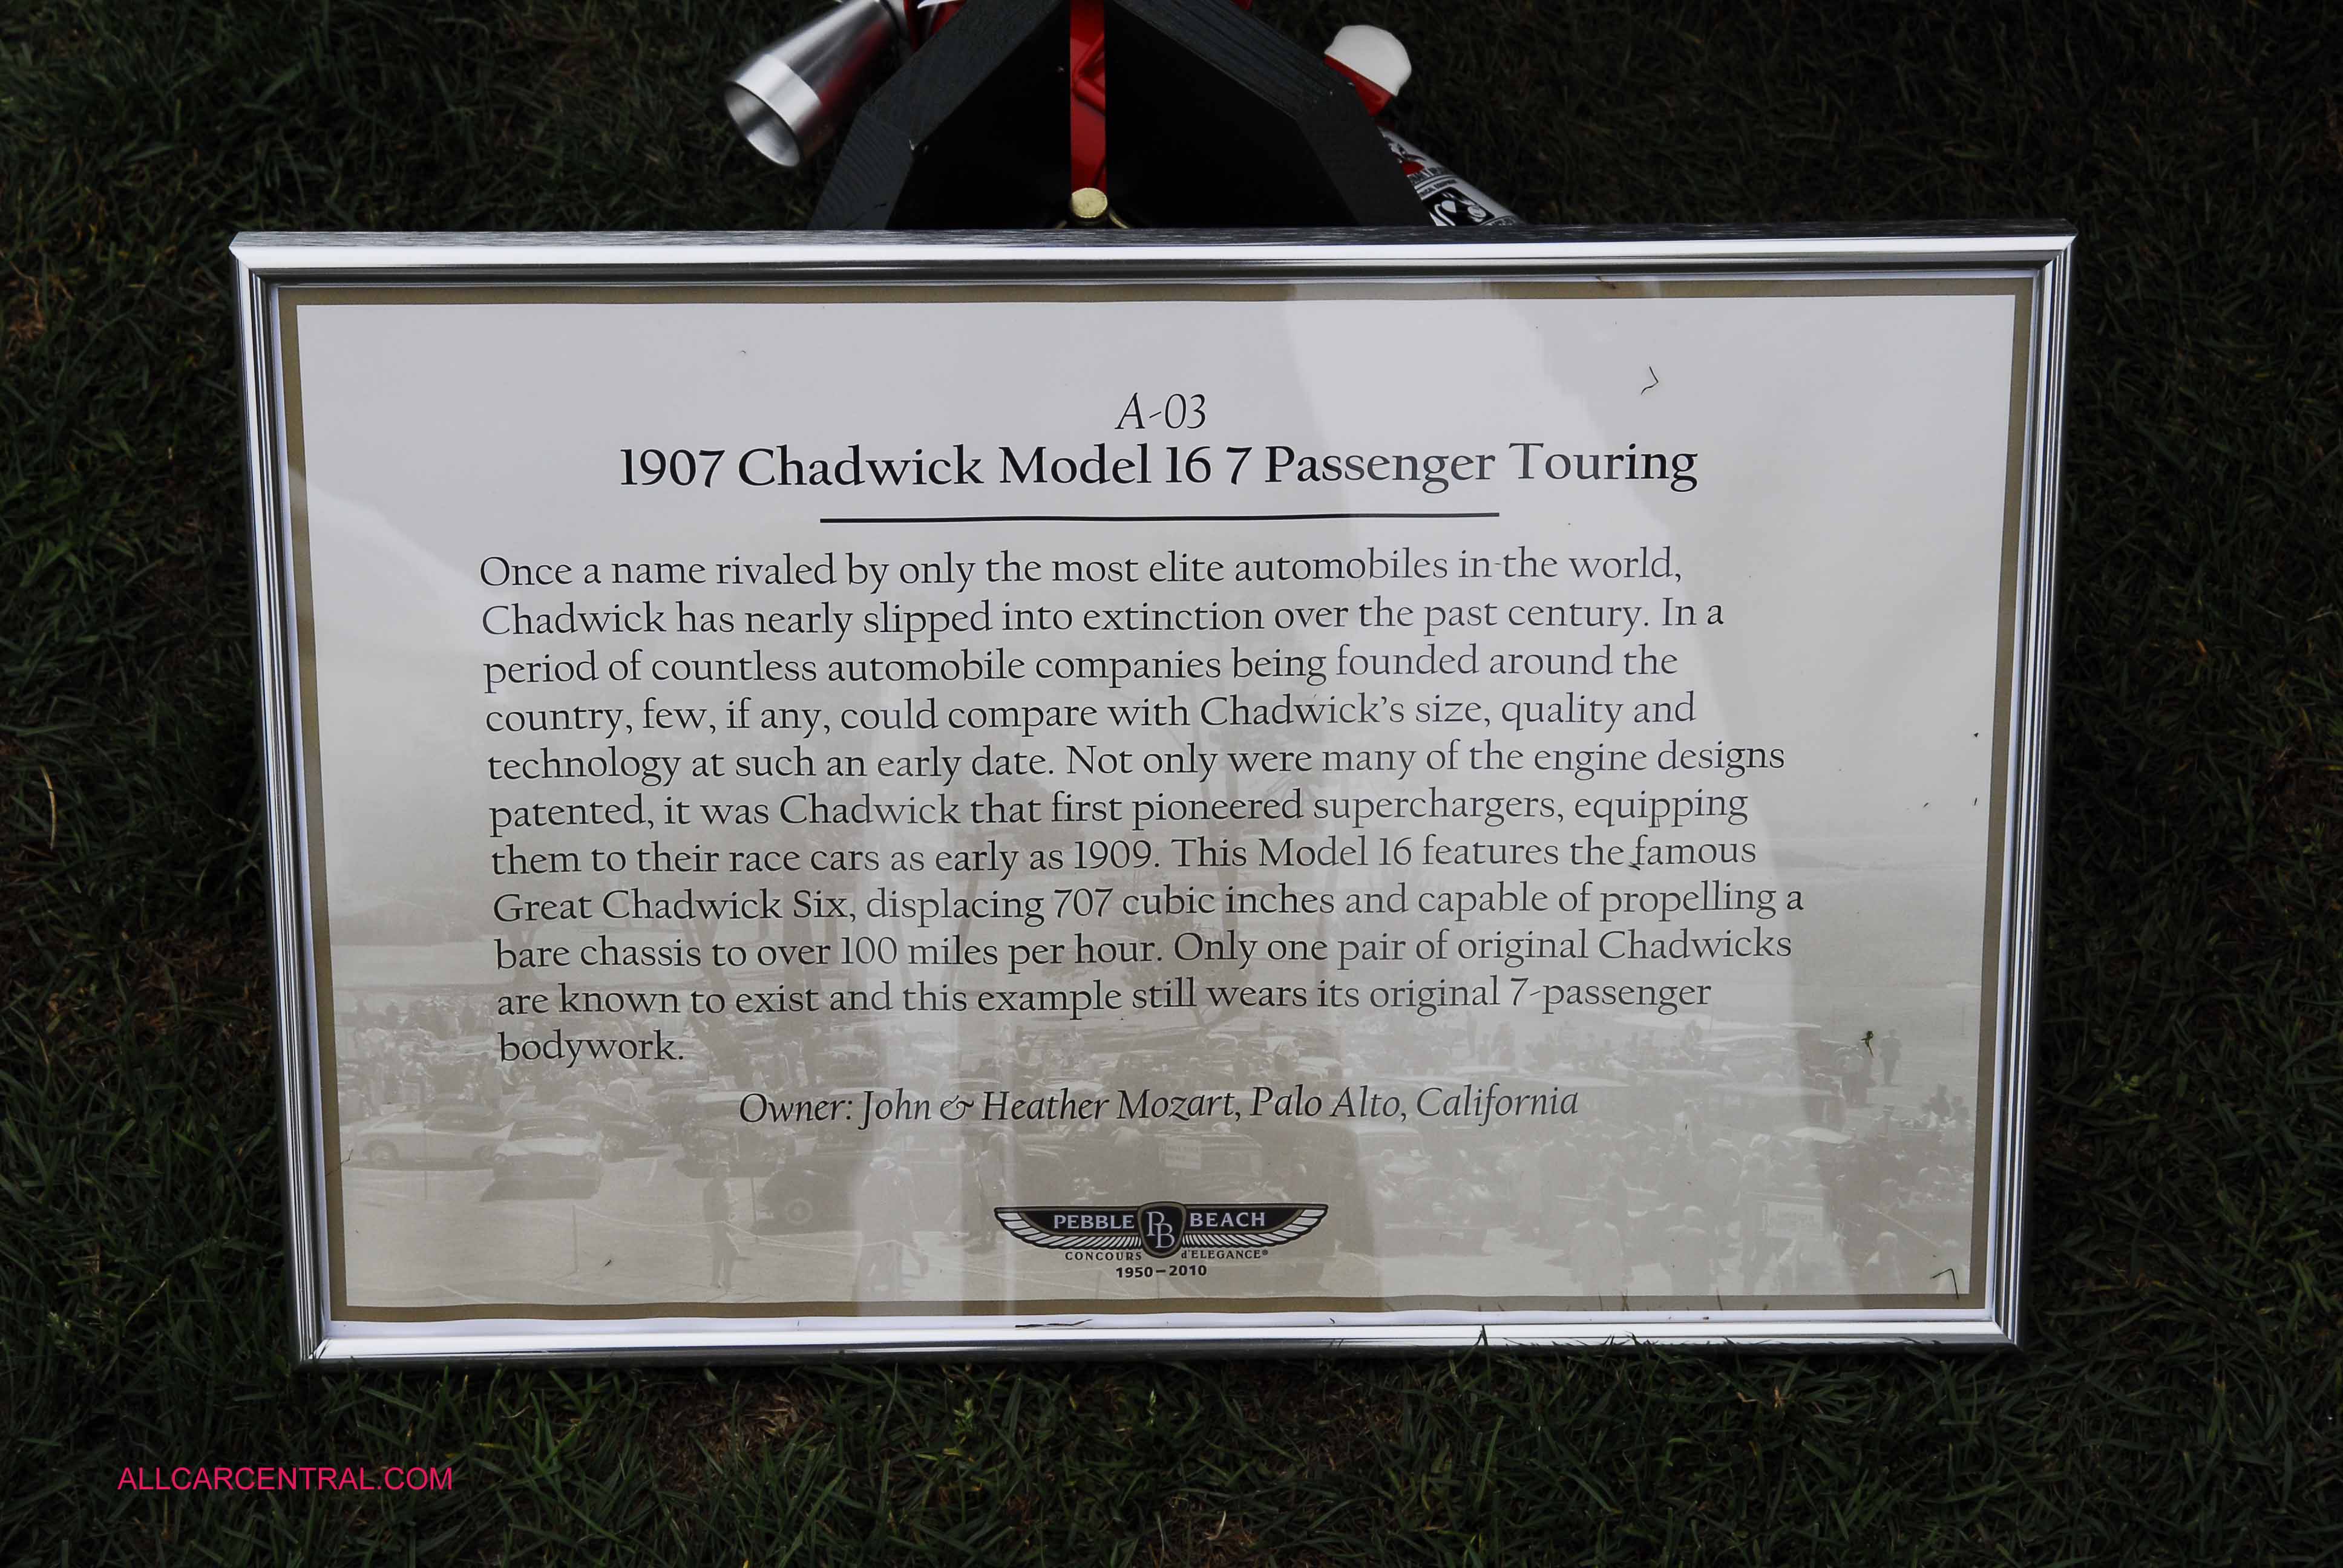 A-03
1907 Chadwick Model 16 7 Passenger Touring
Once a name rivaled by only the most elite automobiles in the world,
Chadwick has nearly slipped into extinction over the past century. In a
period of countless automobile companies being founded around the
country, few, if any, could compare with Chadwick's size, quality and
technology at such an early date. Not only were many of the engine designs
patented, it was Chadwick that first pioneered superchargers, equipping
them to their race cars as early as 1909. This Model 16 features the famous
Great Chadwick Six, displacing 707 cubic inches and capable of propelling a
bare chassis to over 100 miles per hour. Only one pair of original Chadwicks
are known to exist and this example still wears its original 7-passenger
bodywork.
Owner: John & Heather Mozart, Palo Alto, California
PEBBLE PB BEACH
CONCOURS d'ELEGANCE®
1950-2010
ALLCARCENTRAL.COM